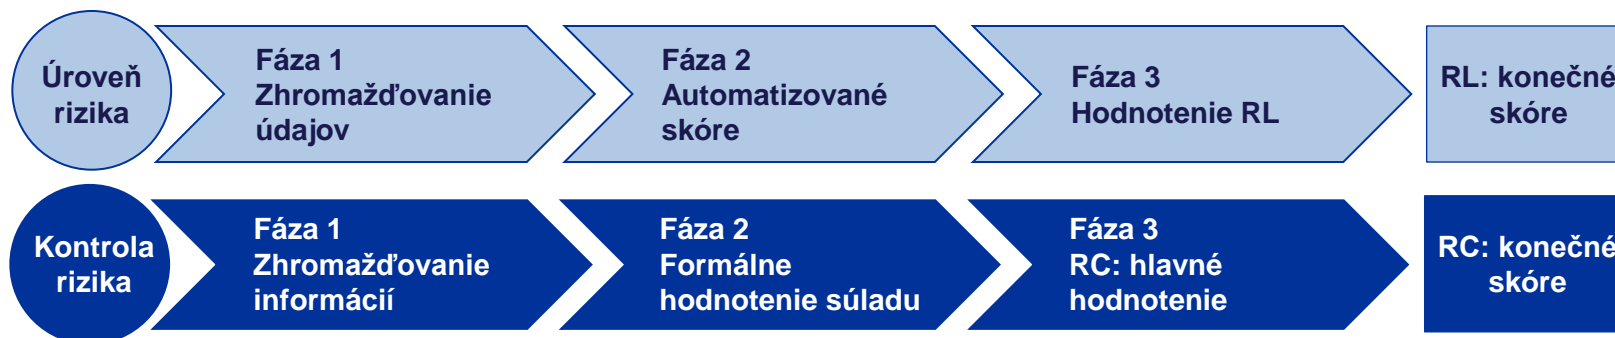 Úroveň
rizika
Fáza 1
Zhromažďovanie
údajov
Fáza 2
Automatizované
skóre
Fáza 3
Hodnotenie RL
RL: konečné
skóre
Kontrola
rizika
Fáza 1
Zhromažďovanie
informácií
Fáza 2
Formálne
hodnotenie súladu
Fáza 3
RC: hlavné
hodnotenie
RC: konečné
skóre